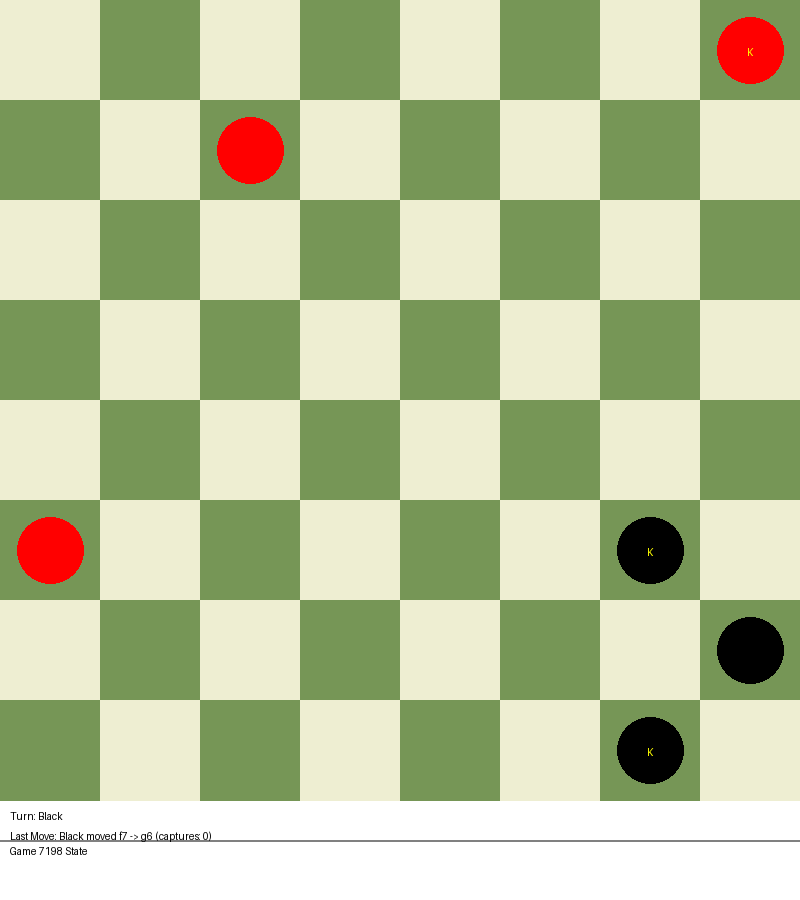 K
K
K
Turn: Black
Last Move: Black moved f7 -> g6 (captures: 0)
Game 7198 State